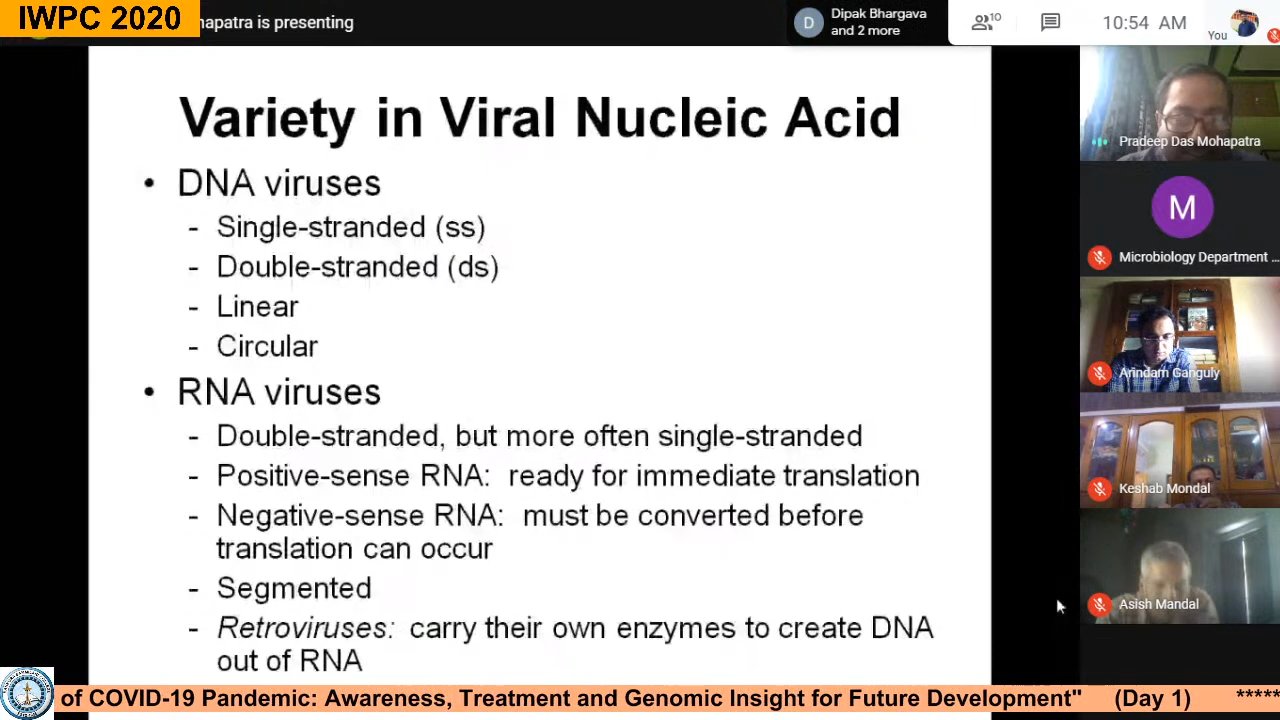 IWPC 2020
hapatra is presenting
D
Dipak Bhargava
and 2 more
10
10:54 AM
You
Variety in Viral Nucleic Acid
• DNA viruses
- Single-stranded (ss)
- Double-stranded (ds)
- Linear
- Circular
• RNA viruses
- Double-stranded, but more often single-stranded
- Positive-sense RNA: ready for immediate translation
- Negative-sense RNA: must be converted before
translation can occur
- Segmented
- Retroviruses: carry their own enzymes to create DNA
out of RNA
Pradeep Das Mohapatra
M
Microbiology Department ...
Arindam Ganguly
Keshab Mondal
Asish Mandal
of COVID-19 Pandemic: Awareness, Treatment and Genomic Insight for Future Development" (Day 1) *****